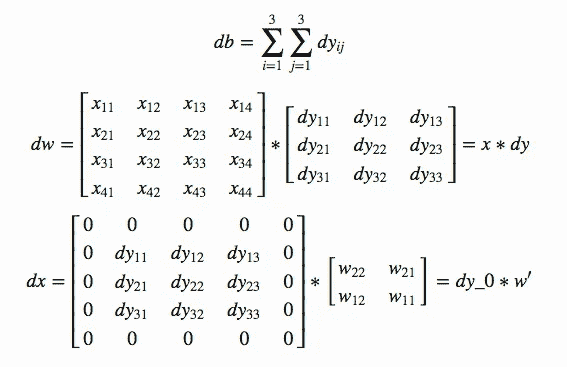 $$db = \sum_{i=1}^{3} \sum_{j=1}^{3} dy_{ij}$$
$$dw = \begin{bmatrix} x_{11} & x_{12} & x_{13} & x_{14} \\ x_{21} & x_{22} & x_{23} & x_{24} \\ x_{31} & x_{32} & x_{33} & x_{34} \\ x_{41} & x_{42} & x_{43} & x_{44} \end{bmatrix} * \begin{bmatrix} dy_{11} & dy_{12} & dy_{13} \\ dy_{21} & dy_{22} & dy_{23} \\ dy_{31} & dy_{32} & dy_{33} \end{bmatrix} = x * dy$$
$$dx = \begin{bmatrix} 0 & 0 & 0 & 0 & 0 \\ 0 & dy_{11} & dy_{12} & dy_{13} & 0 \\ 0 & dy_{21} & dy_{22} & dy_{23} & 0 \\ 0 & dy_{31} & dy_{32} & dy_{33} & 0 \\ 0 & 0 & 0 & 0 & 0 \end{bmatrix} * \begin{bmatrix} w_{22} & w_{21} \\ w_{12} & w_{11} \end{bmatrix} = dy\_0 * w'$$